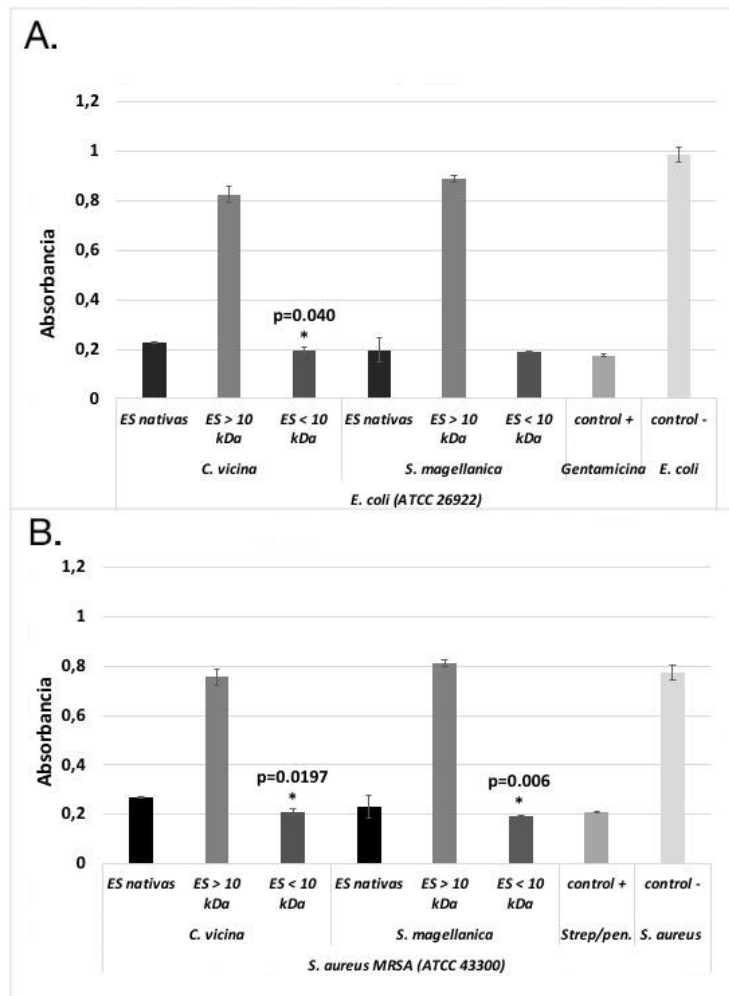 A.
1,2
1
0,8
0,6
0,4
0,2
0
Absorbancia
p=0.040
*
ES nativas ES > 10 kDa ES < 10 kDa ES nativas ES > 10 kDa ES < 10 kDa control + control -
C. vicina S. magellanica Gentamicina E. coli
E. coli (ATCC 26922)
B.
1,2
1
0,8
0,6
0,4
0,2
0
Absorbancia
p=0.0197
*
p=0.006
*
ES nativas ES > 10 kDa ES < 10 kDa ES nativas ES > 10 kDa ES < 10 kDa control + control -
C. vicina S. magellanica Strep/pen. S. aureus
S. aureus MRSA (ATCC 43300)